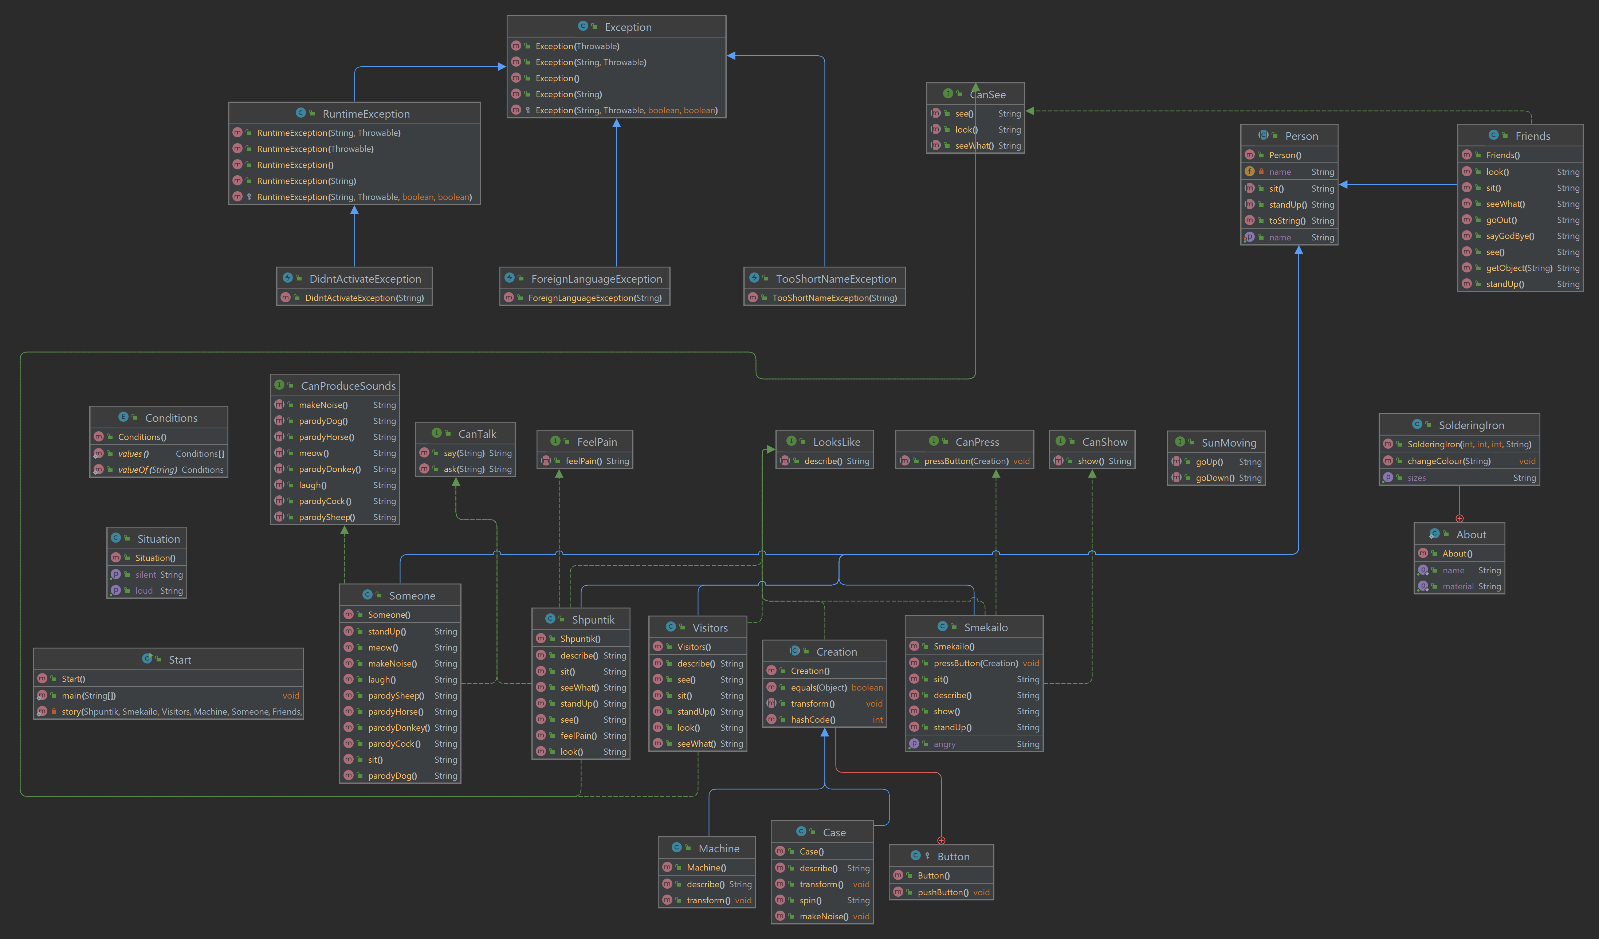 Exception
Exception(Throwable)
Exception(String, Throwable)
Exception()
Exception(String)
Exception(String, Throwable, boolean, boolean)
RuntimeException
RuntimeException(String, Throwable)
RuntimeException(Throwable)
RuntimeException()
RuntimeException(String)
RuntimeException(String, Throwable, boolean, boolean)
CanSee
see() String
look() String
seeWhat() String
Person
Person()
name String
sit() String
standUp() String
toString() String
name String
Friends
Friends()
look() String
sit() String
seeWhat() String
goOut() String
sayGodBye() String
see() String
getObject(String) String
standUp() String
DidntActivateException
DidntActivateException(String)
ForeignLanguageException
ForeignLanguageException(String)
TooShortNameException
TooShortNameException(String)
Conditions
Conditions()
values () Conditions[]
valueOf (String) Conditions
CanProduceSounds
makeNoise() String
parodyDog() String
parodyHorse() String
meow() String
parodyDonkey() String
laugh() String
parodyCock() String
parodySheep() String
CanTalk
say(String) String
ask(String) String
FeelPain
feelPain() String
LooksLike
describe() String
CanPress
pressButton(Creation) void
CanShow
show() String
SunMoving
goUp() String
goDown() String
SolderingIron
SolderingIron(int, int, int, String)
changeColour(String) void
sizes String
About
About()
name String
material String
Situation
Situation()
silent String
loud String
Start
Start()
main(String[]) void
story(Shpuntik, Smekailo, Visitors, Machine, Someone, Friends,
Someone
Someone()
standUp() String
meow() String
makeNoise() String
laugh() String
parodySheep() String
parodyHorse() String
parodyDonkey() String
parodyCock() String
sit() String
parodyDog() String
Shpuntik
Shpuntik()
describe() String
sit() String
seeWhat() String
standUp() String
see() String
feelPain() String
look() String
Visitors
Visitors()
describe() String
see() String
sit() String
standUp() String
look() String
seeWhat() String
Creation
Creation()
equals(Object) boolean
transform() void
hashCode() int
Smekailo
Smekailo()
pressButton(Creation) void
sit() String
describe() String
show() String
standUp() String
angry String
Machine
Machine()
describe() String
transform() void
Case
Case()
describe() String
transform() void
spin() String
makeNoise() void
Button
Button()
pushButton() void